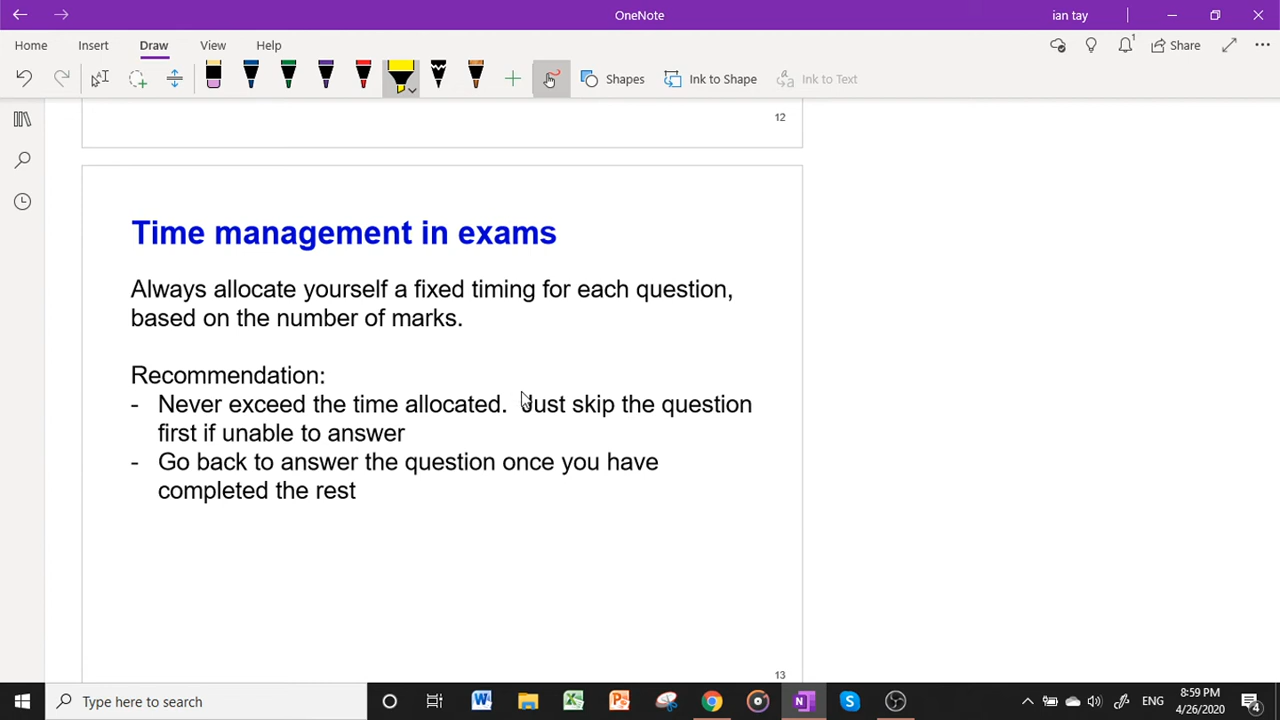 OneNote
ian tay
Home Insert Draw View Help
1
Share
Shapes
Ink to Shape
Ink to Text
12
Time management in exams
Always allocate yourself a fixed timing for each question,
based on the number of marks.
Recommendation:
- Never exceed the time allocated. Just skip the question
first if unable to answer
- Go back to answer the question once you have
completed the rest
13
Type here to search
ENG
8:59 PM
4/26/2020
4